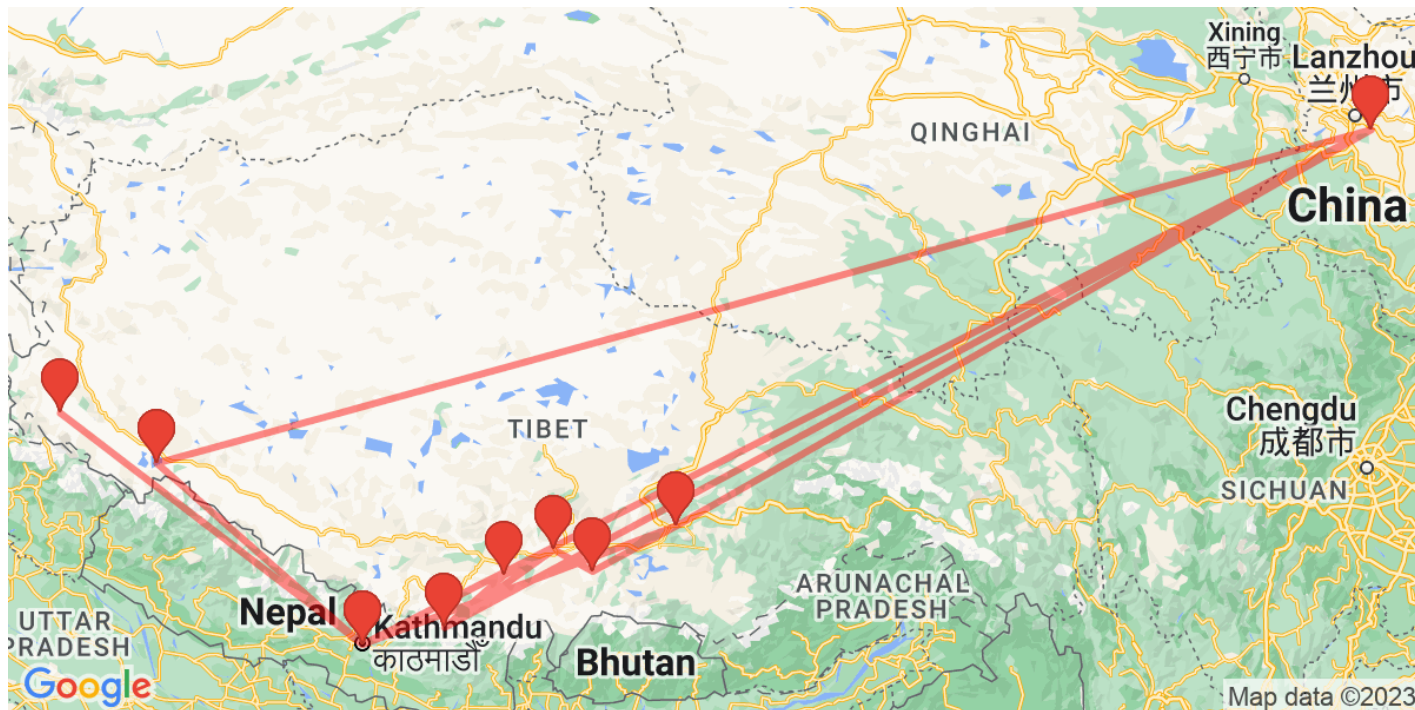 Xining
西宁市
Lanzhou
兰州市
QINGHAI
China
TIBET
Chengdu
成都市
SICHUAN
ARUNACHAL
PRADESH
Nepal
Kathmandu
काठमाडौँ
UTTAR
PRADESH
Bhutan
Google
Map data ©2023